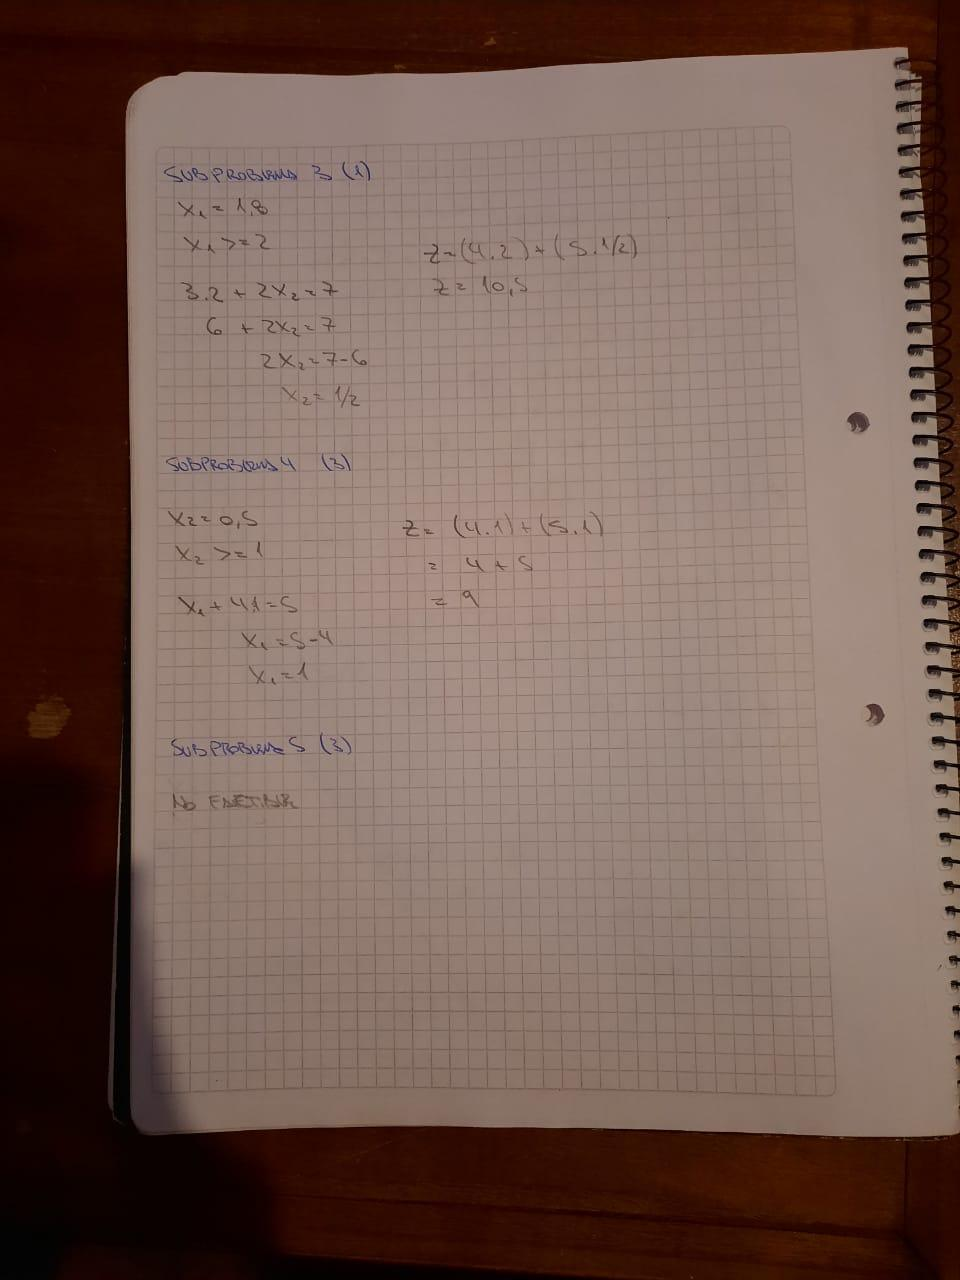 SUBPROBLEMA 3 (1)
X₁ = 1,8
X₁ >= 2
3.2 + 2X₂ = 7
6 + 2X₂ = 7
2X₂ = 7-6
X₂ = 1/2
Z = (4.2) + (5.1/2)
Z = 10,5
SUBPROBLEMA 4 (3)
X₂ = 0,5
X₂ >= 1
X₁ + 4.1 = 5
X₁ = 5-4
X₁ = 1
Z = (4.1) + (5.1)
= 4 + 5
= 9
SUBPROBLEMA 5 (3)
No FACTIBLE